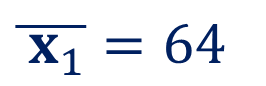 x̄₁ = 64